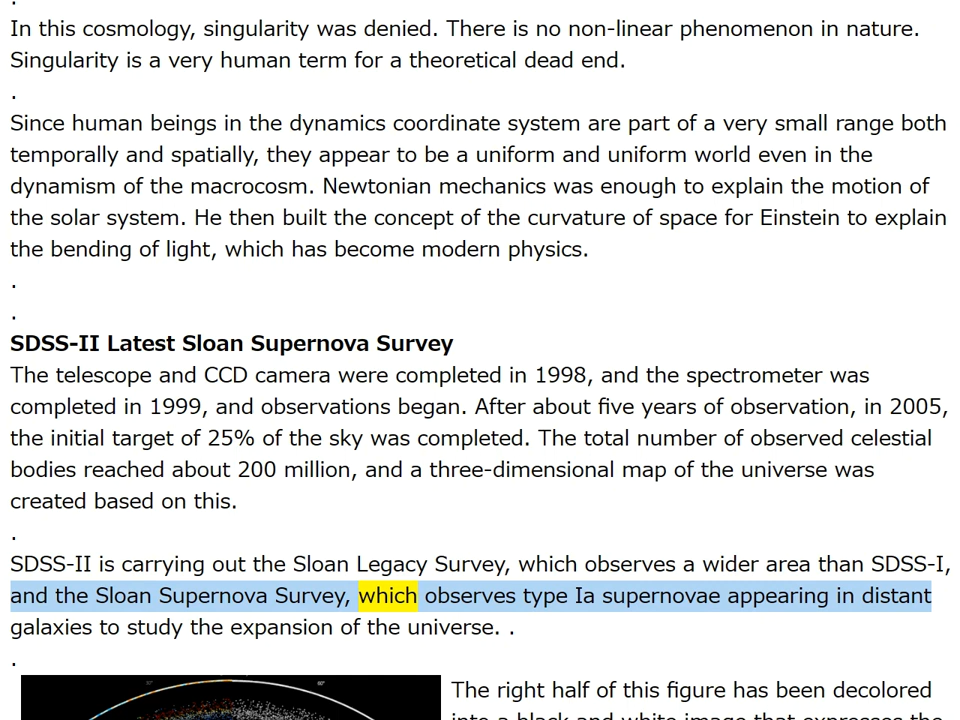 .
In this cosmology, singularity was denied. There is no non-linear phenomenon in nature.
Singularity is a very human term for a theoretical dead end.
.
Since human beings in the dynamics coordinate system are part of a very small range both
temporally and spatially, they appear to be a uniform and uniform world even in the
dynamism of the macrocosm. Newtonian mechanics was enough to explain the motion of
the solar system. He then built the concept of the curvature of space for Einstein to explain
the bending of light, which has become modern physics.
.
.
SDSS-II Latest Sloan Supernova Survey
The telescope and CCD camera were completed in 1998, and the spectrometer was
completed in 1999, and observations began. After about five years of observation, in 2005,
the initial target of 25% of the sky was completed. The total number of observed celestial
bodies reached about 200 million, and a three-dimensional map of the universe was
created based on this.
.
SDSS-II is carrying out the Sloan Legacy Survey, which observes a wider area than SDSS-I,
and the Sloan Supernova Survey, which observes type Ia supernovae appearing in distant
galaxies to study the expansion of the universe. .
.
The right half of this figure has been decolored
into a black and white image that expresses the